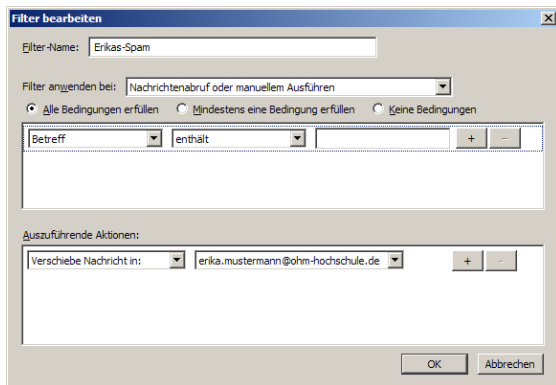 Filter bearbeiten
Filter-Name: Erikas-Spam
Filter anwenden bei: Nachrichtenabruf oder manuellem Ausführen
Alle Bedingungen erfüllen Mindestens eine Bedingung erfüllen Keine Bedingungen
Betreff enthält + -
Auszuführende Aktionen:
Verschiebe Nachricht in: erika.mustermann@ohm-hochschule.de + -
OK Abbrechen